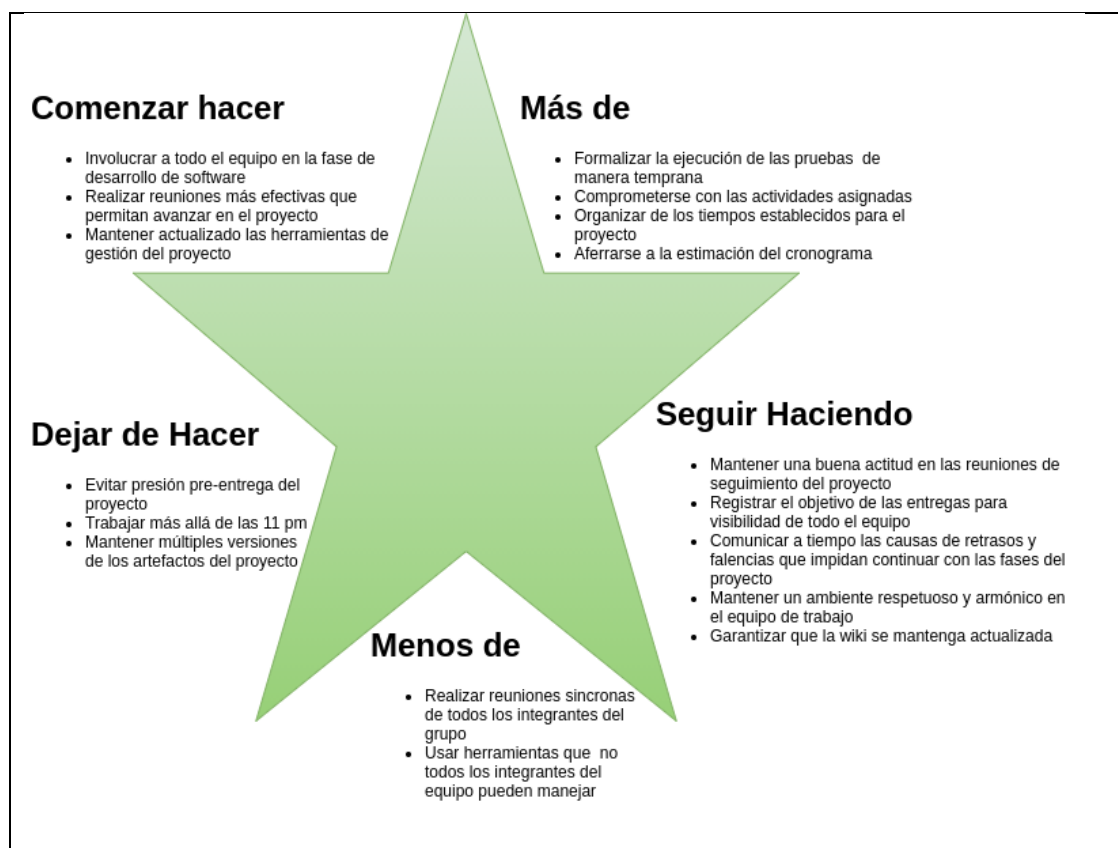 Comenzar hacer
Involucrar a todo el equipo en la fase de
desarrollo de software
Realizar reuniones más efectivas que
permitan avanzar en el proyecto
Mantener actualizado las herramientas de
gestión del proyecto
Más de
Formalizar la ejecución de las pruebas de
manera temprana
Comprometerse con las actividades asignadas
Organizar de los tiempos establecidos para el
proyecto
Aferrarse a la estimación del cronograma
Dejar de Hacer
Evitar presión pre-entrega del
proyecto
Trabajar más allá de las 11 pm
Mantener múltiples versiones
de los artefactos del proyecto
Seguir Haciendo
Mantener una buena actitud en las reuniones de
seguimiento del proyecto
Registrar el objetivo de las entregas para
visibilidad de todo el equipo
Comunicar a tiempo las causas de retrasos y
falencias que impidan continuar con las fases del
proyecto
Mantener un ambiente respetuoso y armónico en
el equipo de trabajo
Garantizar que la wiki se mantenga actualizada
Menos de
Realizar reuniones sincronas
de todos los integrantes del
grupo
Usar herramientas que no
todos los integrantes del
equipo pueden manejar